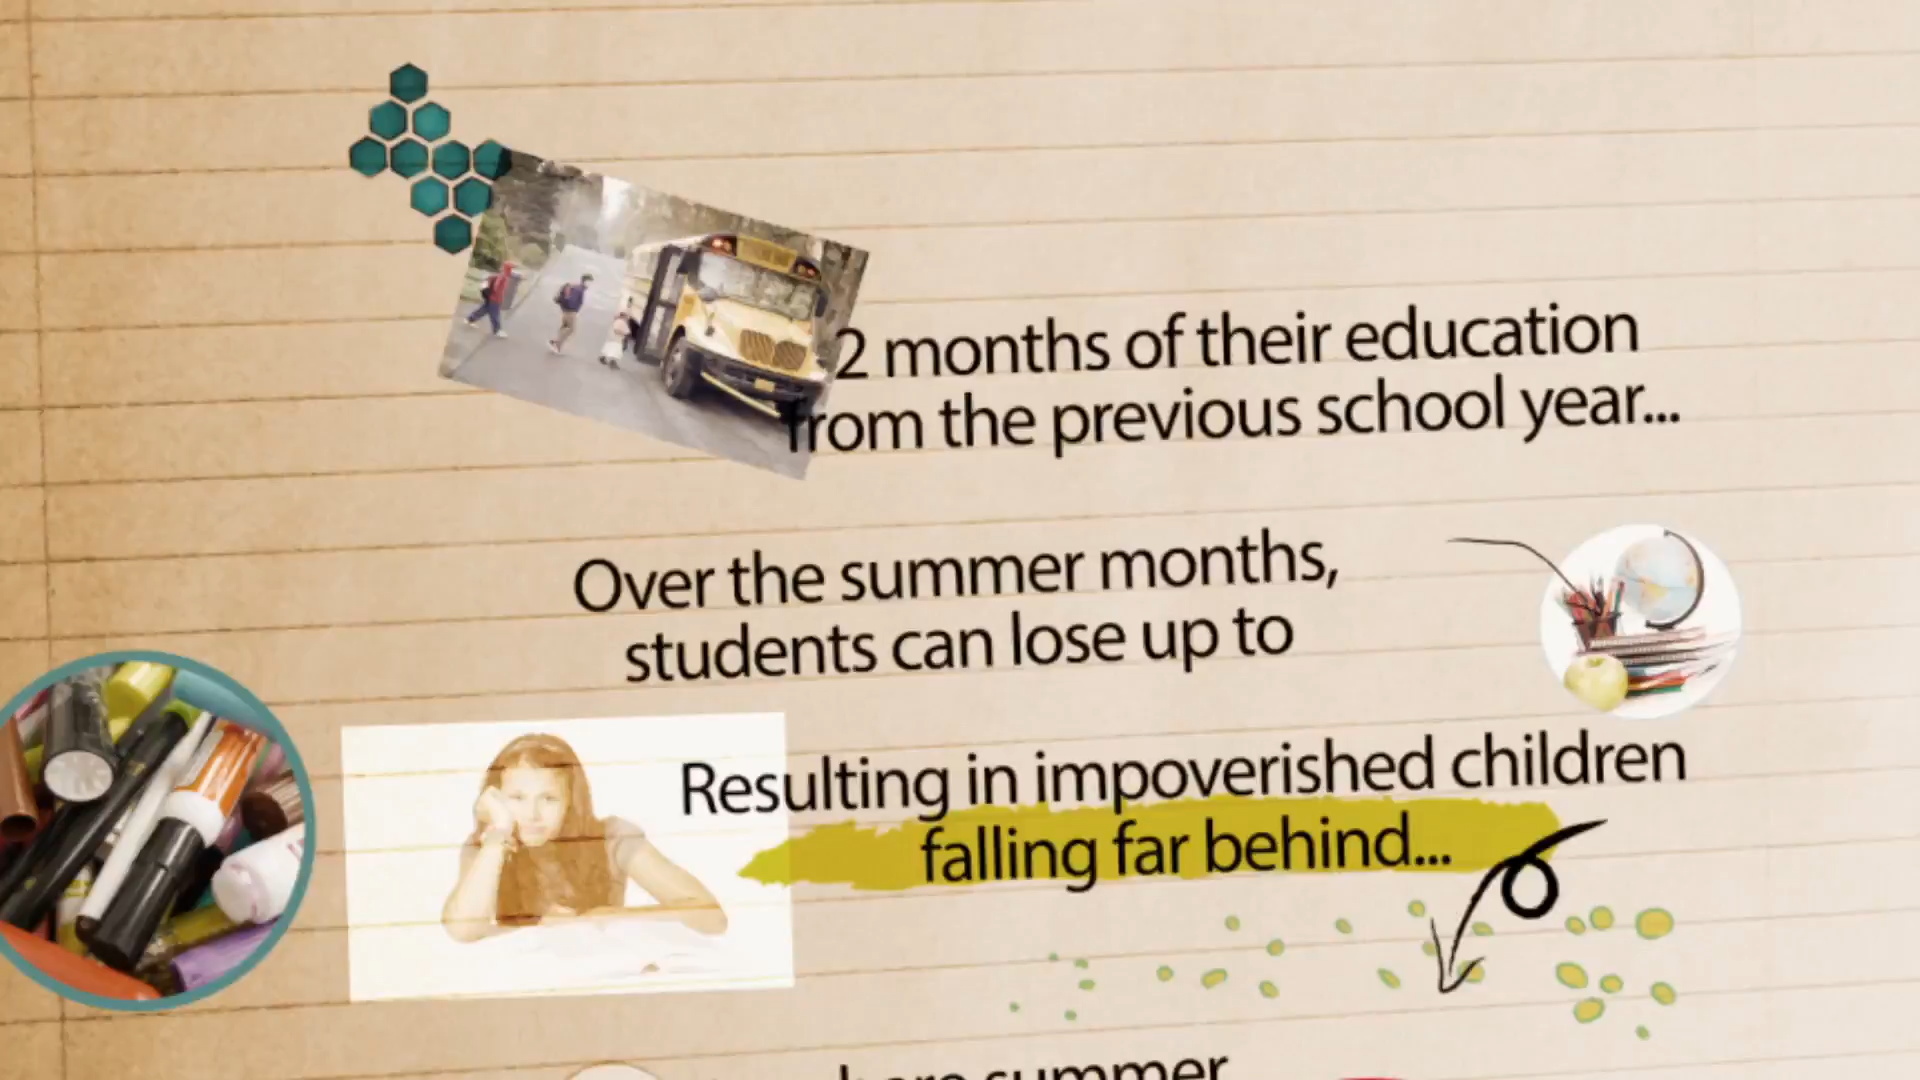 2 months of their education
from the previous school year...
Over the summer months,
students can lose up to
Resulting in impoverished children
falling far behind...
summer